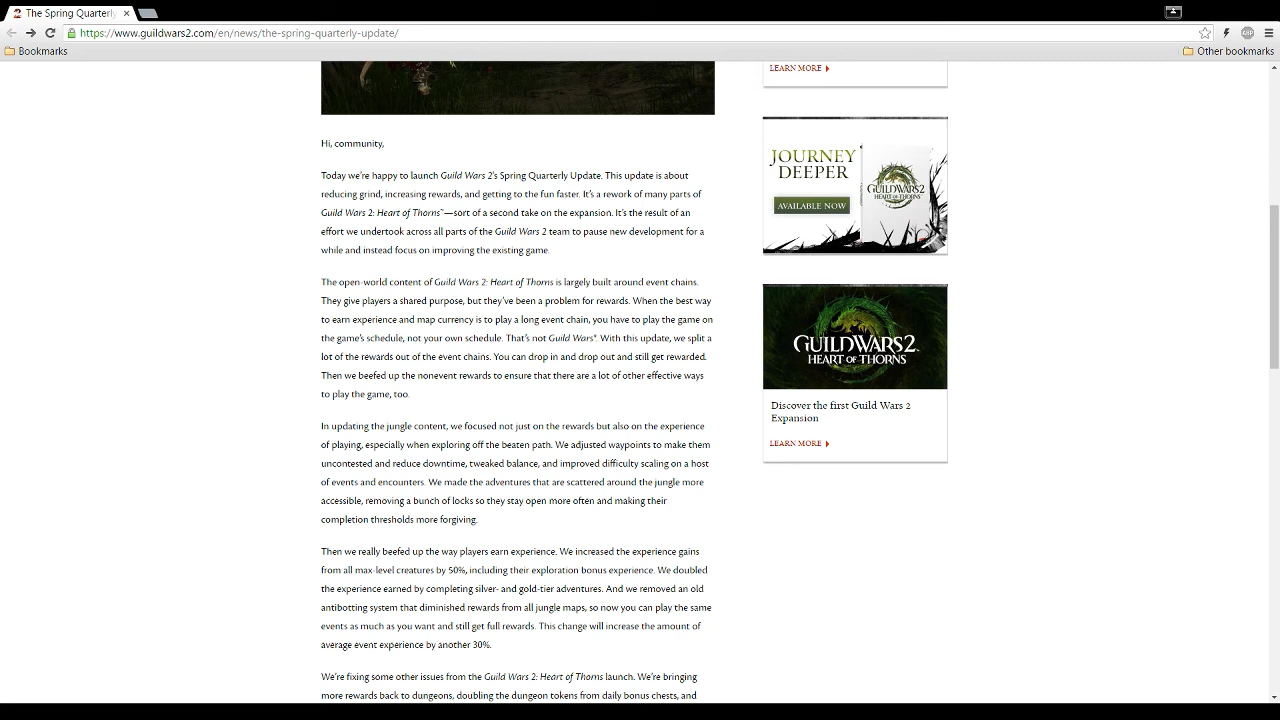 The Spring Quarterly
https://www.guildwars2.com/en/news/the-spring-quarterly-update/
ABP
Bookmarks
Other bookmarks
LEARN MORE
Hi, community,
Today we're happy to launch Guild Wars 2's Spring Quarterly Update. This update is about
reducing grind, increasing rewards, and getting to the fun faster. It's a rework of many parts of
Guild Wars 2: Heart of Thorns™—sort of a second take on the expansion. It's the result of an
effort we undertook across all parts of the Guild Wars 2 team to pause new development for a
while and instead focus on improving the existing game.
The open-world content of Guild Wars 2: Heart of Thorns is largely built around event chains.
They give players a shared purpose, but they've been a problem for rewards. When the best way
to earn experience and map currency is to play a long event chain, you have to play the game on
the game's schedule, not your own schedule. That's not Guild Wars®. With this update, we split a
lot of the rewards out of the event chains. You can drop in and drop out and still get rewarded.
Then we beefed up the nonevent rewards to ensure that there are a lot of other effective ways
to play the game, too.
In updating the jungle content, we focused not just on the rewards but also on the experience
of playing, especially when exploring off the beaten path. We adjusted waypoints to make them
uncontested and reduce downtime, tweaked balance, and improved difficulty scaling on a host
of events and encounters. We made the adventures that are scattered around the jungle more
accessible, removing a bunch of locks so they stay open more often and making their
completion thresholds more forgiving.
Then we really beefed up the way players earn experience. We increased the experience gains
from all max-level creatures by 50%, including their exploration bonus experience. We doubled
the experience earned by completing silver- and gold-tier adventures. And we removed an old
antibotting system that diminished rewards from all jungle maps, so now you can play the same
events as much as you want and still get full rewards. This change will increase the amount of
average event experience by another 30%.
We're fixing some other issues from the Guild Wars 2: Heart of Thorns launch. We're bringing
more rewards back to dungeons, doubling the dungeon tokens from daily bonus chests, and
JOURNEY
DEEPER
AVAILABLE NOW
GUILDWARS2
HEART OF THORNS
GUILDWARS2
HEART OF THORNS™
Discover the first Guild Wars 2
Expansion
LEARN MORE